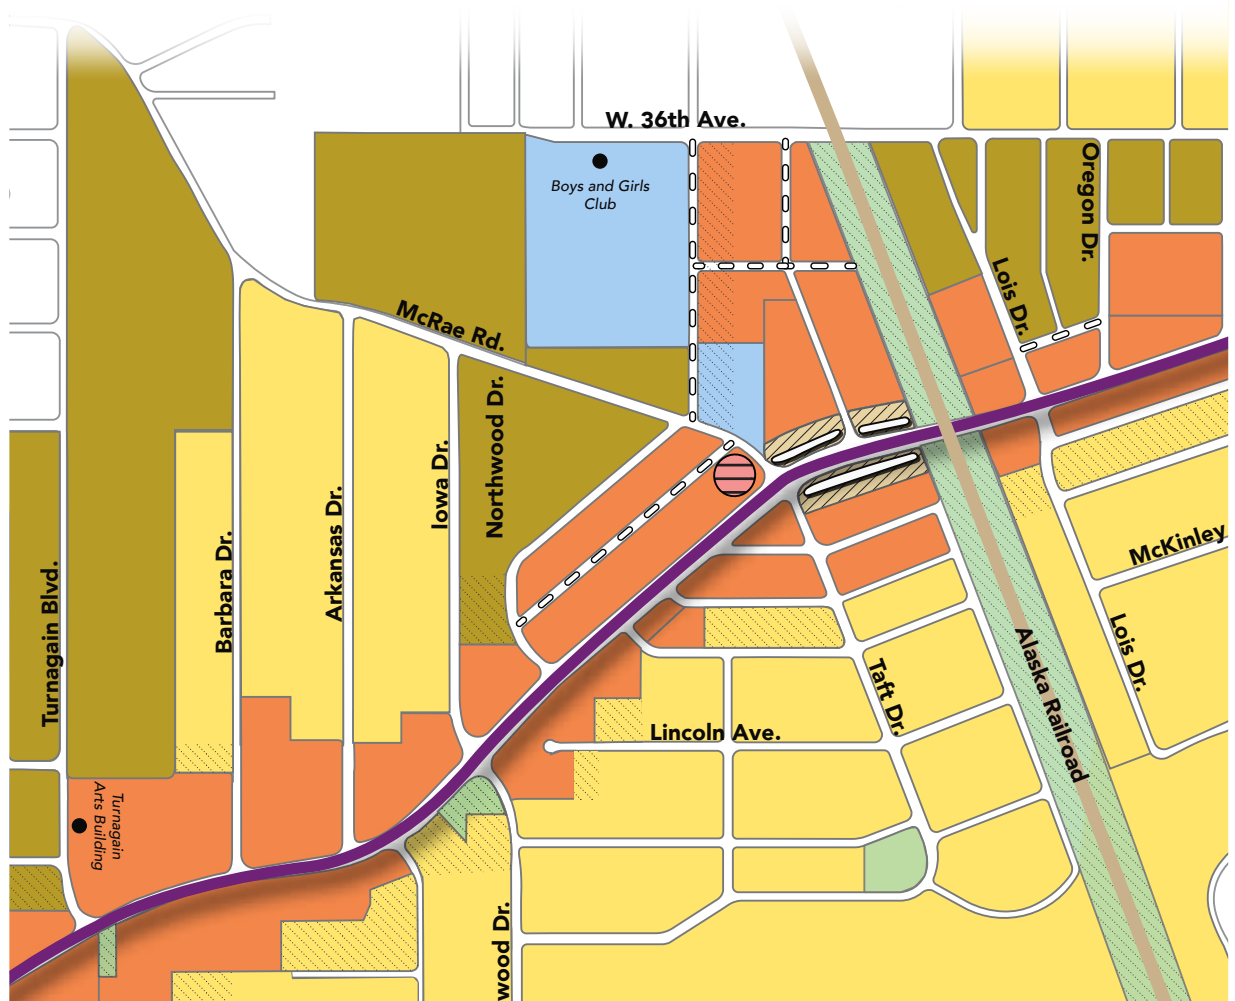 W. 36th Ave.
Boys and Girls
Club
Oregon Dr.
Lois Dr.
McRae Rd.
Northwood Dr.
Iowa Dr.
Arkansas Dr.
Barbara Dr.
Turnagain Blvd.
McKinley
Lois Dr.
Alaska Railroad
Taft Dr.
Lincoln Ave.
Turnagain
Arts Building
wood Dr.